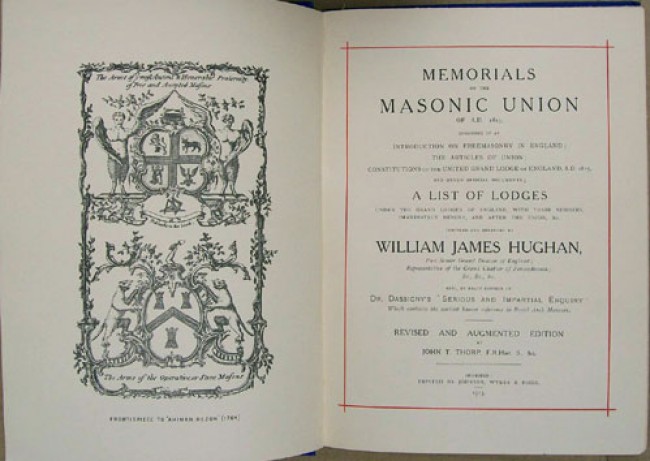 The Arms of y most Ancient & Honorable Fraternity
of Free and Accepted Masons
The Arms of the Operative or Stone Masons
FRONTISPIECE TO "AHIMAN REZON" (1764)
MEMORIALS
OF THE
MASONIC UNION
OF A.D. 1813,
CONSISTING OF AN
INTRODUCTION ON FREEMASONRY IN ENGLAND;
THE ARTICLES OF UNION
CONSTITUTIONS OF THE UNITED GRAND LODGE OF ENGLAND, A.D. 1815,
AND OTHER OFFICIAL DOCUMENTS;
A LIST OF LODGES
UNDER THE GRAND LODGES OF ENGLAND, WITH THEIR NUMBERS,
IMMEDIATELY BEFORE, AND AFTER THE UNION, &c.
COMPILED AND ARRANGED BY
WILLIAM JAMES HUGHAN,
Past Senior Grand Deacon of England;
Representative of the Grand Chapter of Pennsylvania;
&c., &c., &c.
ALSO, AN EXACT REPRINT OF
DR. DASSIGNY'S "SERIOUS AND IMPARTIAL ENQUIRY"
Which contains the earliest known reference to Royal Arch Masonry.
REVISED AND AUGMENTED EDITION
BY
JOHN T. THORP, F.R.Hist. S., &c.
LEICESTER:
PRINTED BY JOHNSON, WYKES & PAINE.
1913